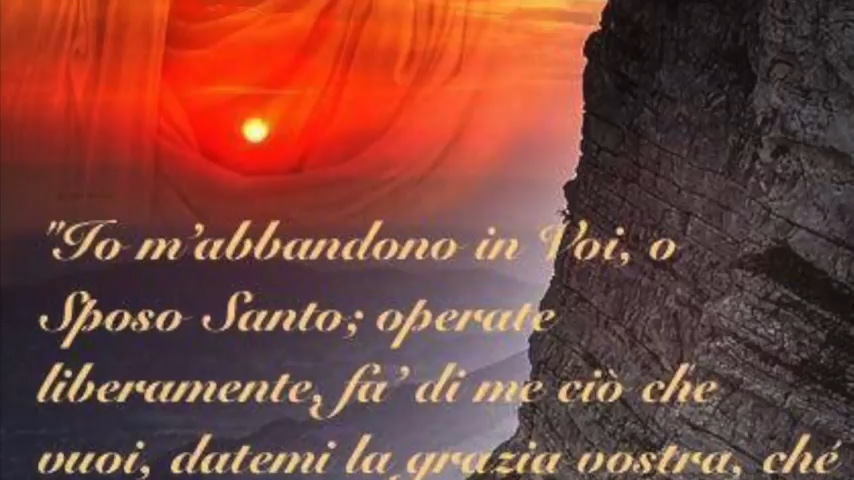 "Io m'abbandono in Voi, o
Sposo Santo; operate
liberamente, fa' di me ciò che
vuoi, datemi la grazia vostra, ché